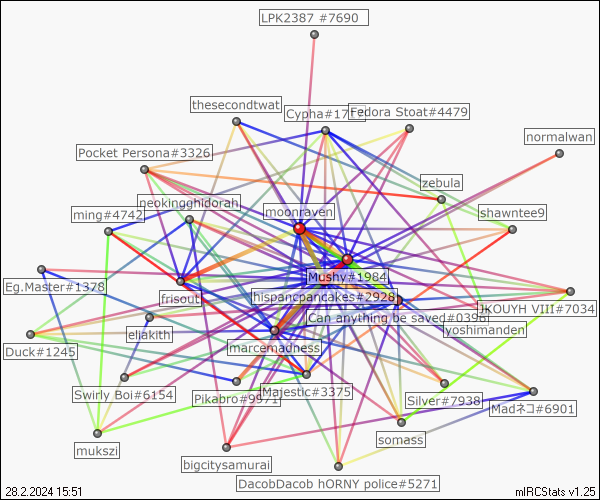 LPK2387 #7690
thesecondtwat
Fedora Stoat#4479
normalwan
Pocket Persona#3326
zebula
neokingghidorah
moonraven
shawntee9
ming#4742
Mushy#1984
Eg.Master#1378
frisout
hispancpancakes#2928
JKOUYH VIII#7034
Can anything be saved#0398
eliakith
yoshimanden
Duck#1245
marcemadness
Swirly Boi#6154
Pikabro#9971
Majestic#3375
Silver#7938
Madネコ#6901
mukszi
somass
bigcitysamurai
DacobDacob hORNY police#5271
28.2.2024 15:51
mIRCStats v1.25